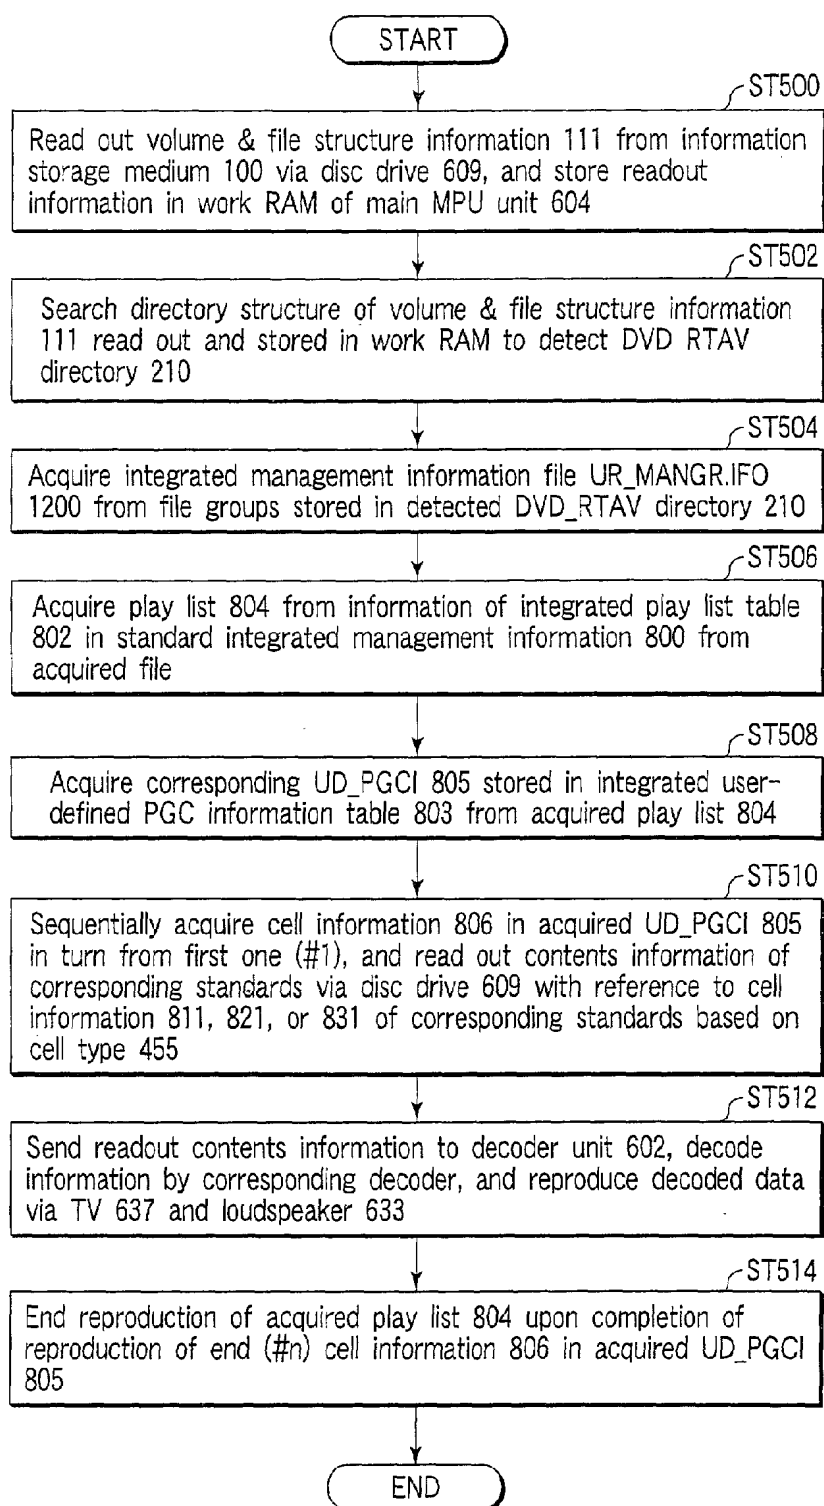 START
ST500
Read out volume & file structure information 111 from information
storage medium 100 via disc drive 609, and store readout
information in work RAM of main MPU unit 604
ST502
Search directory structure of volume & file structure information
111 read out and stored in work RAM to detect DVD RTAV
directory 210
ST504
Acquire integrated management information file UR_MANGR.IFO
1200 from file groups stored in detected DVD_RTAV directory 210
ST506
Acquire play list 804 from information of integrated play list table
802 in standard integrated management information 800 from
acquired file
ST508
Acquire corresponding UD_PGCI 805 stored in integrated user-
defined PGC information table 803 from acquired play list 804
ST510
Sequentially acquire cell information 806 in acquired UD_PGCI 805
in turn from first one (#1), and read out contents information of
corresponding standards via disc drive 609 with reference to cell
information 811, 821, or 831 of corresponding standards based on
cell type 455
ST512
Send readout contents information to decoder unit 602, decode
information by corresponding decoder, and reproduce decoded data
via TV 637 and loudspeaker 633
ST514
End reproduction of acquired play list 804 upon completion of
reproduction of end (#n) cell information 806 in acquired UD_PGCI
805
END